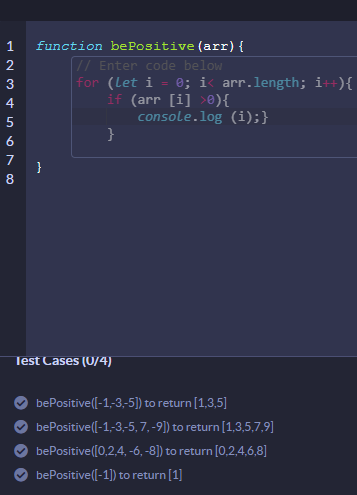 1 function bePositive(arr){
2 // Enter code below
3 for (let i = 0; i< arr.length; i++){
4 if (arr [i] >0){
5 console.log (i);}
6 }
7 }
8
Test Cases (0/4)
bePositive([-1,-3,-5]) to return [1,3,5]
bePositive([-1,-3,-5, 7, -9]) to return [1,3,5,7,9]
bePositive([0,2,4, -6, -8]) to return [0,2,4,6,8]
bePositive([-1]) to return [1]